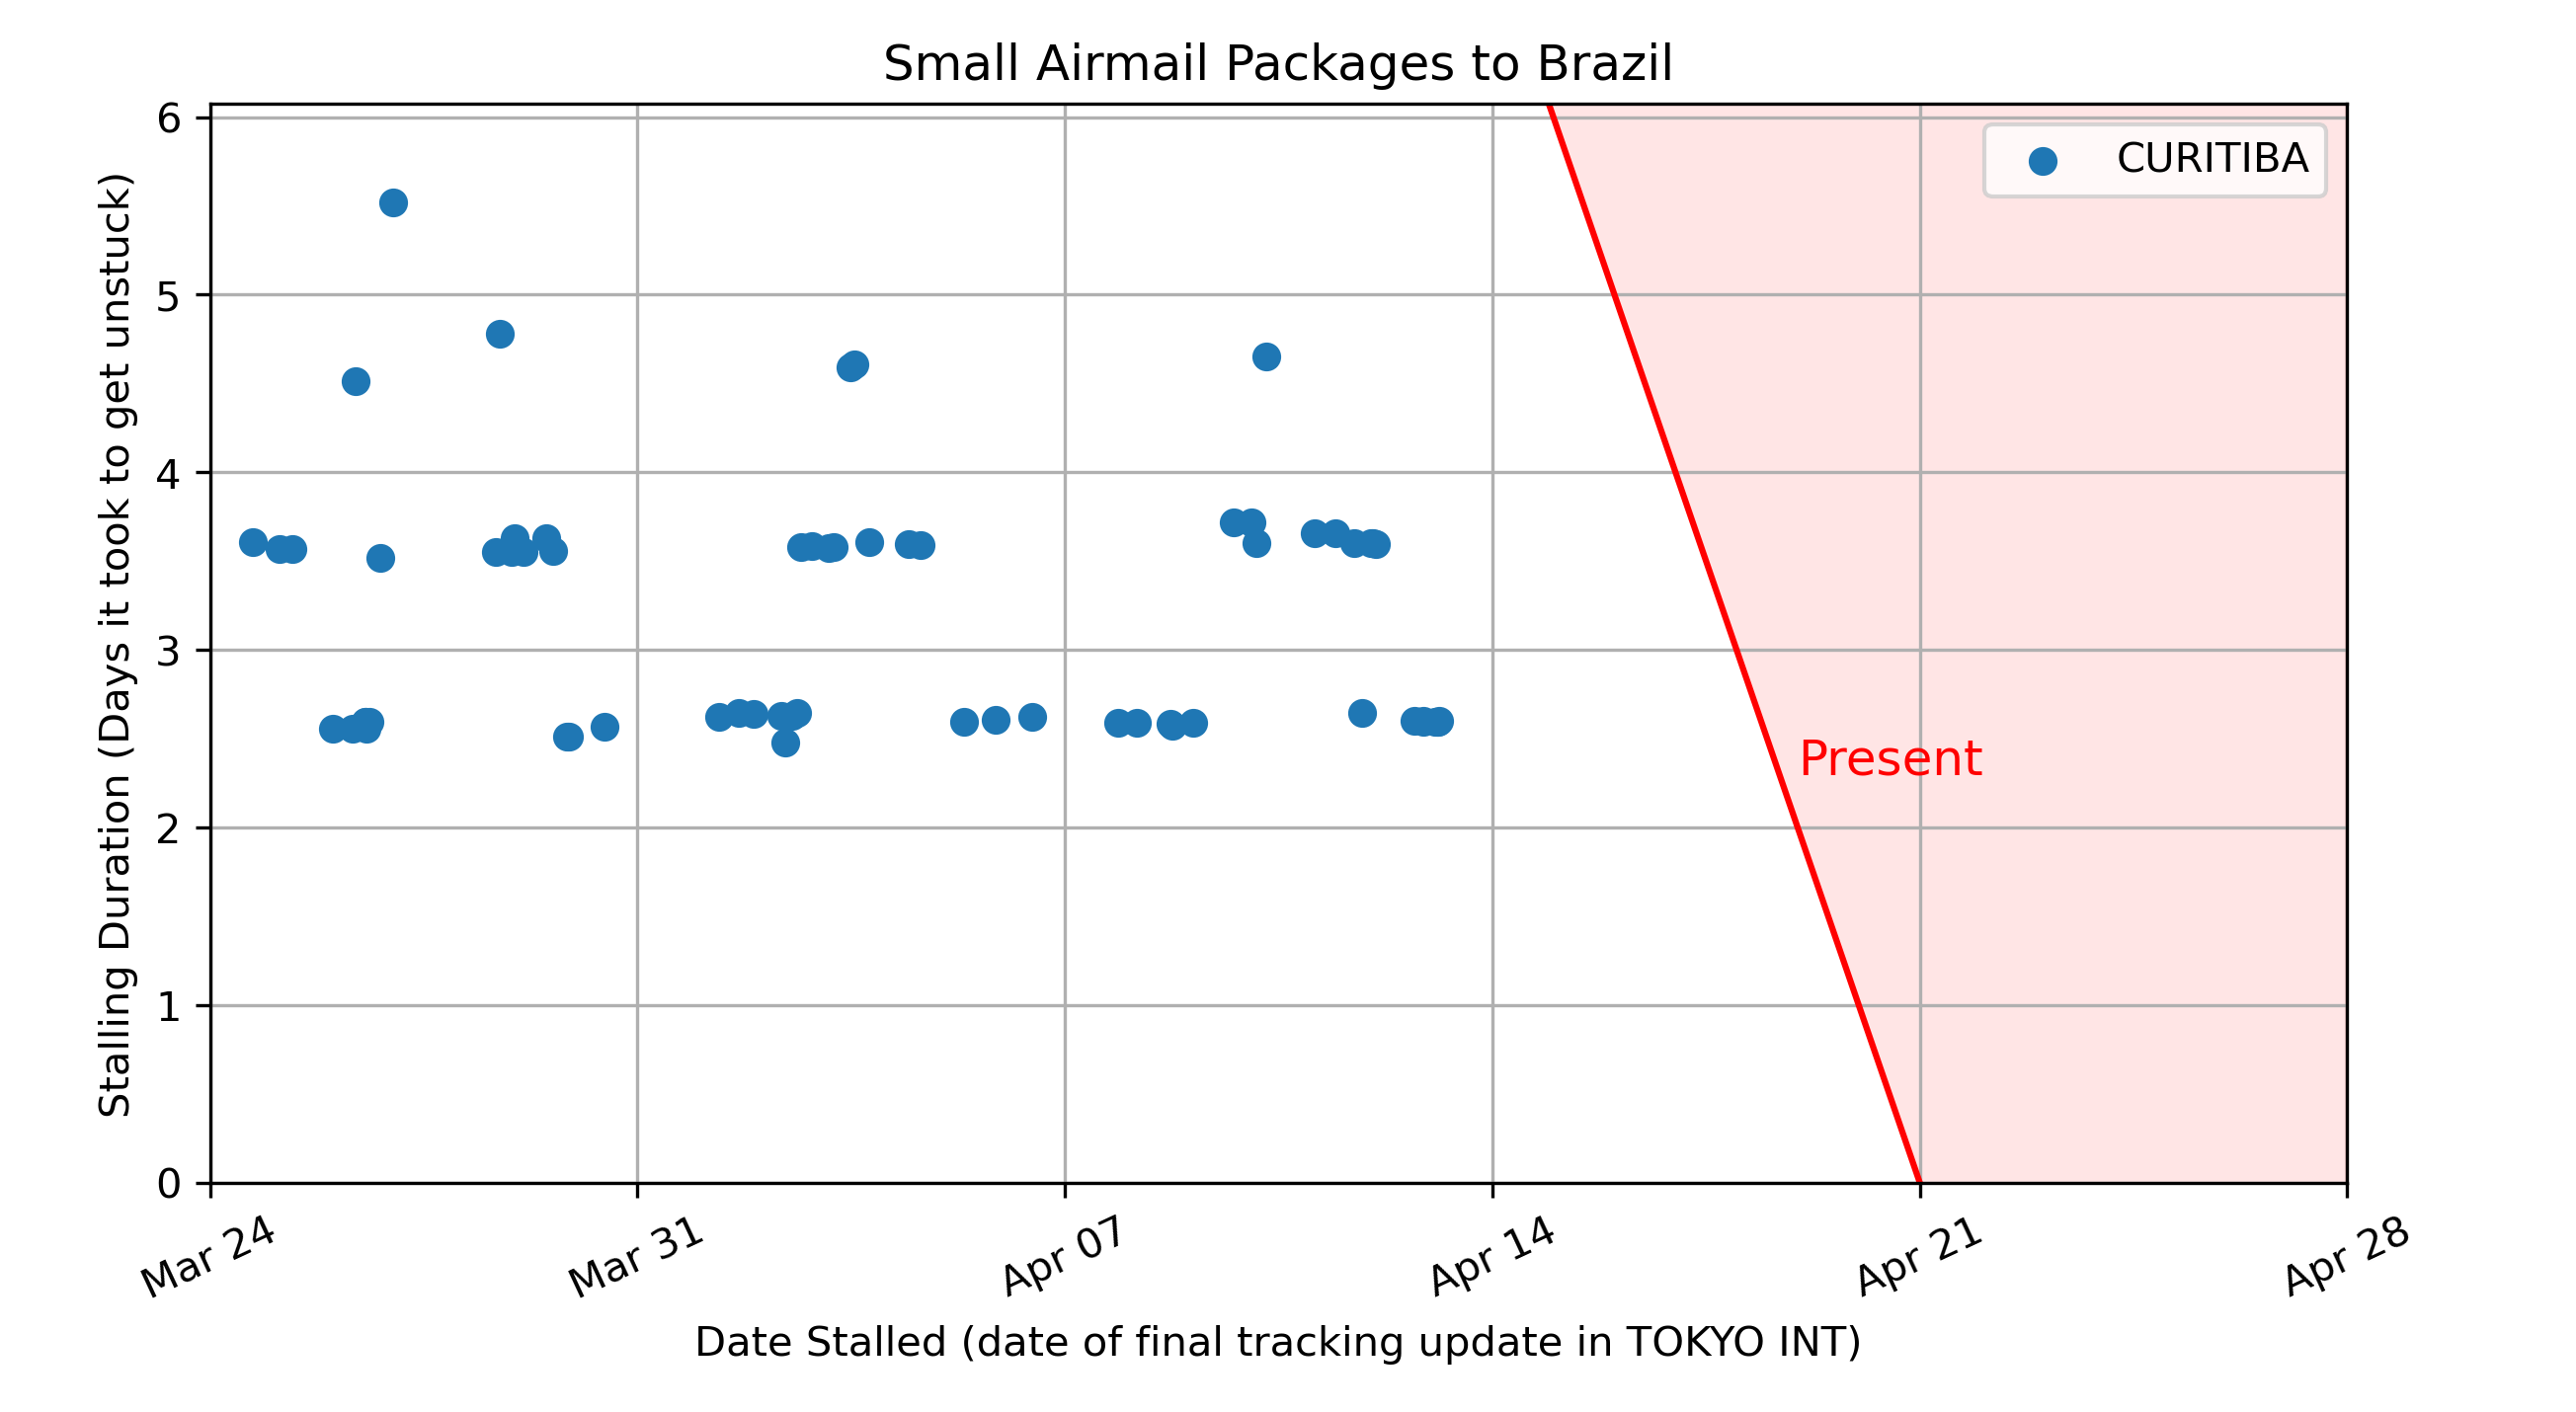 Small Airmail Packages to Brazil
Stalling Duration (Days it took to get unstuck)
6
5
4
3
2
1
0
CURITIBA
Present
Mar 24
Mar 31
Apr 07
Apr 14
Apr 21
Apr 28
Date Stalled (date of final tracking update in TOKYO INT)